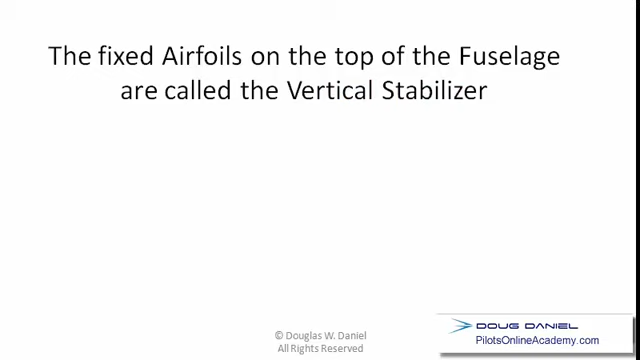 The fixed Airfoils on the top of the Fuselage
are called the Vertical Stabilizer
© Douglas W. Daniel
All Rights Reserved
DOUG DANIEL
PilotsOnlineAcademy.com